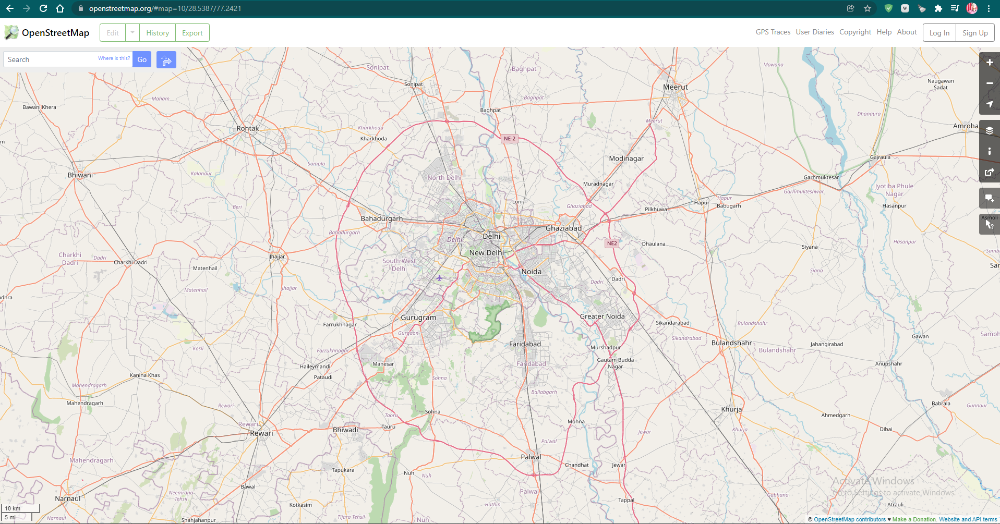 openstreetmap.org/#map=10/28.5387/77.2421
OpenStreetMap
Edit
History
Export
GPS Traces
User Diaries
Copyright
Help
About
Log In
Sign Up
Search
Where is this?
Go
Sonipat
Baghpat
Mawana
Sonipat
Meerut
Naugawan
Sadat
Maham
Baghpat
Bawani Khera
Baghpat
Dhanaura
Meerut
Rohtak
Kharkhoda
Amroha
Kharkhoda
NE-2
Modinagar
Gajraula
Sampla
Kalanaur
Bhiwani
North Delhi
Garhmuktesar
Muradnagar
Jyotiba Phule
Nagar
Garhmukteshwar
Loni
Hapur
Hapur
Babugarh
Hasanpur
Beri
Ghaziabad
Pilkhuwa
Bahadurgarh
Asmoli
Ghaziabad
Bahadurgarh
Delhi
Delhi
NE2
Dhaulana
Hasanpur
Siyana
New Delhi
Charkhi
Dadri
Dadri
Jhajjar
Charkhi Dadri
South West
Delhi
Matenhail
Noida
Siana
Dadri
Dadri
Matenhail
Jhajjar
Gurugram
Greater Noida
Farrukhnagar
Sikandarabad
Bulandshahr
Gurgaon
Sikandrabad
Gawan
Faridabad
Bulandshahr
Jahangirabad
Kosli
Farrukhnagar
Murshadpur
Bulandshahr
Manesar
Faridabad
Gautam Budda
Nagar
Anupshahr
Haileymandi
Kanina Khas
Pataudi
Sohna
Mahendragarh
Ballabgarh
Mahendragarh
Rewari
Babrala
Gunnaur
Sohna
Khurja
Taoru
Ahmedgarh
Mohna
Rewari
Tauru
Bhiwadi
Rewari
Jewar
Khurja
Dibai
Palwal
Palwal
Mahendragarh
Chandhat
Jewar
Tapukara
Nuh
Nuh
Activate Windows
Go to Settings to activate Windows.
Bawal
Palwal
Neemrana
Tehsil
Gabhana
Narnaul
Tappal
Kotkasim
Hathin
Atrauli
10 km
5 mi
Narnaul
Shahjahanpur
Tijara Tehsil
Nuh
© OpenStreetMap contributors ♥ Make a Donation. Website and API terms